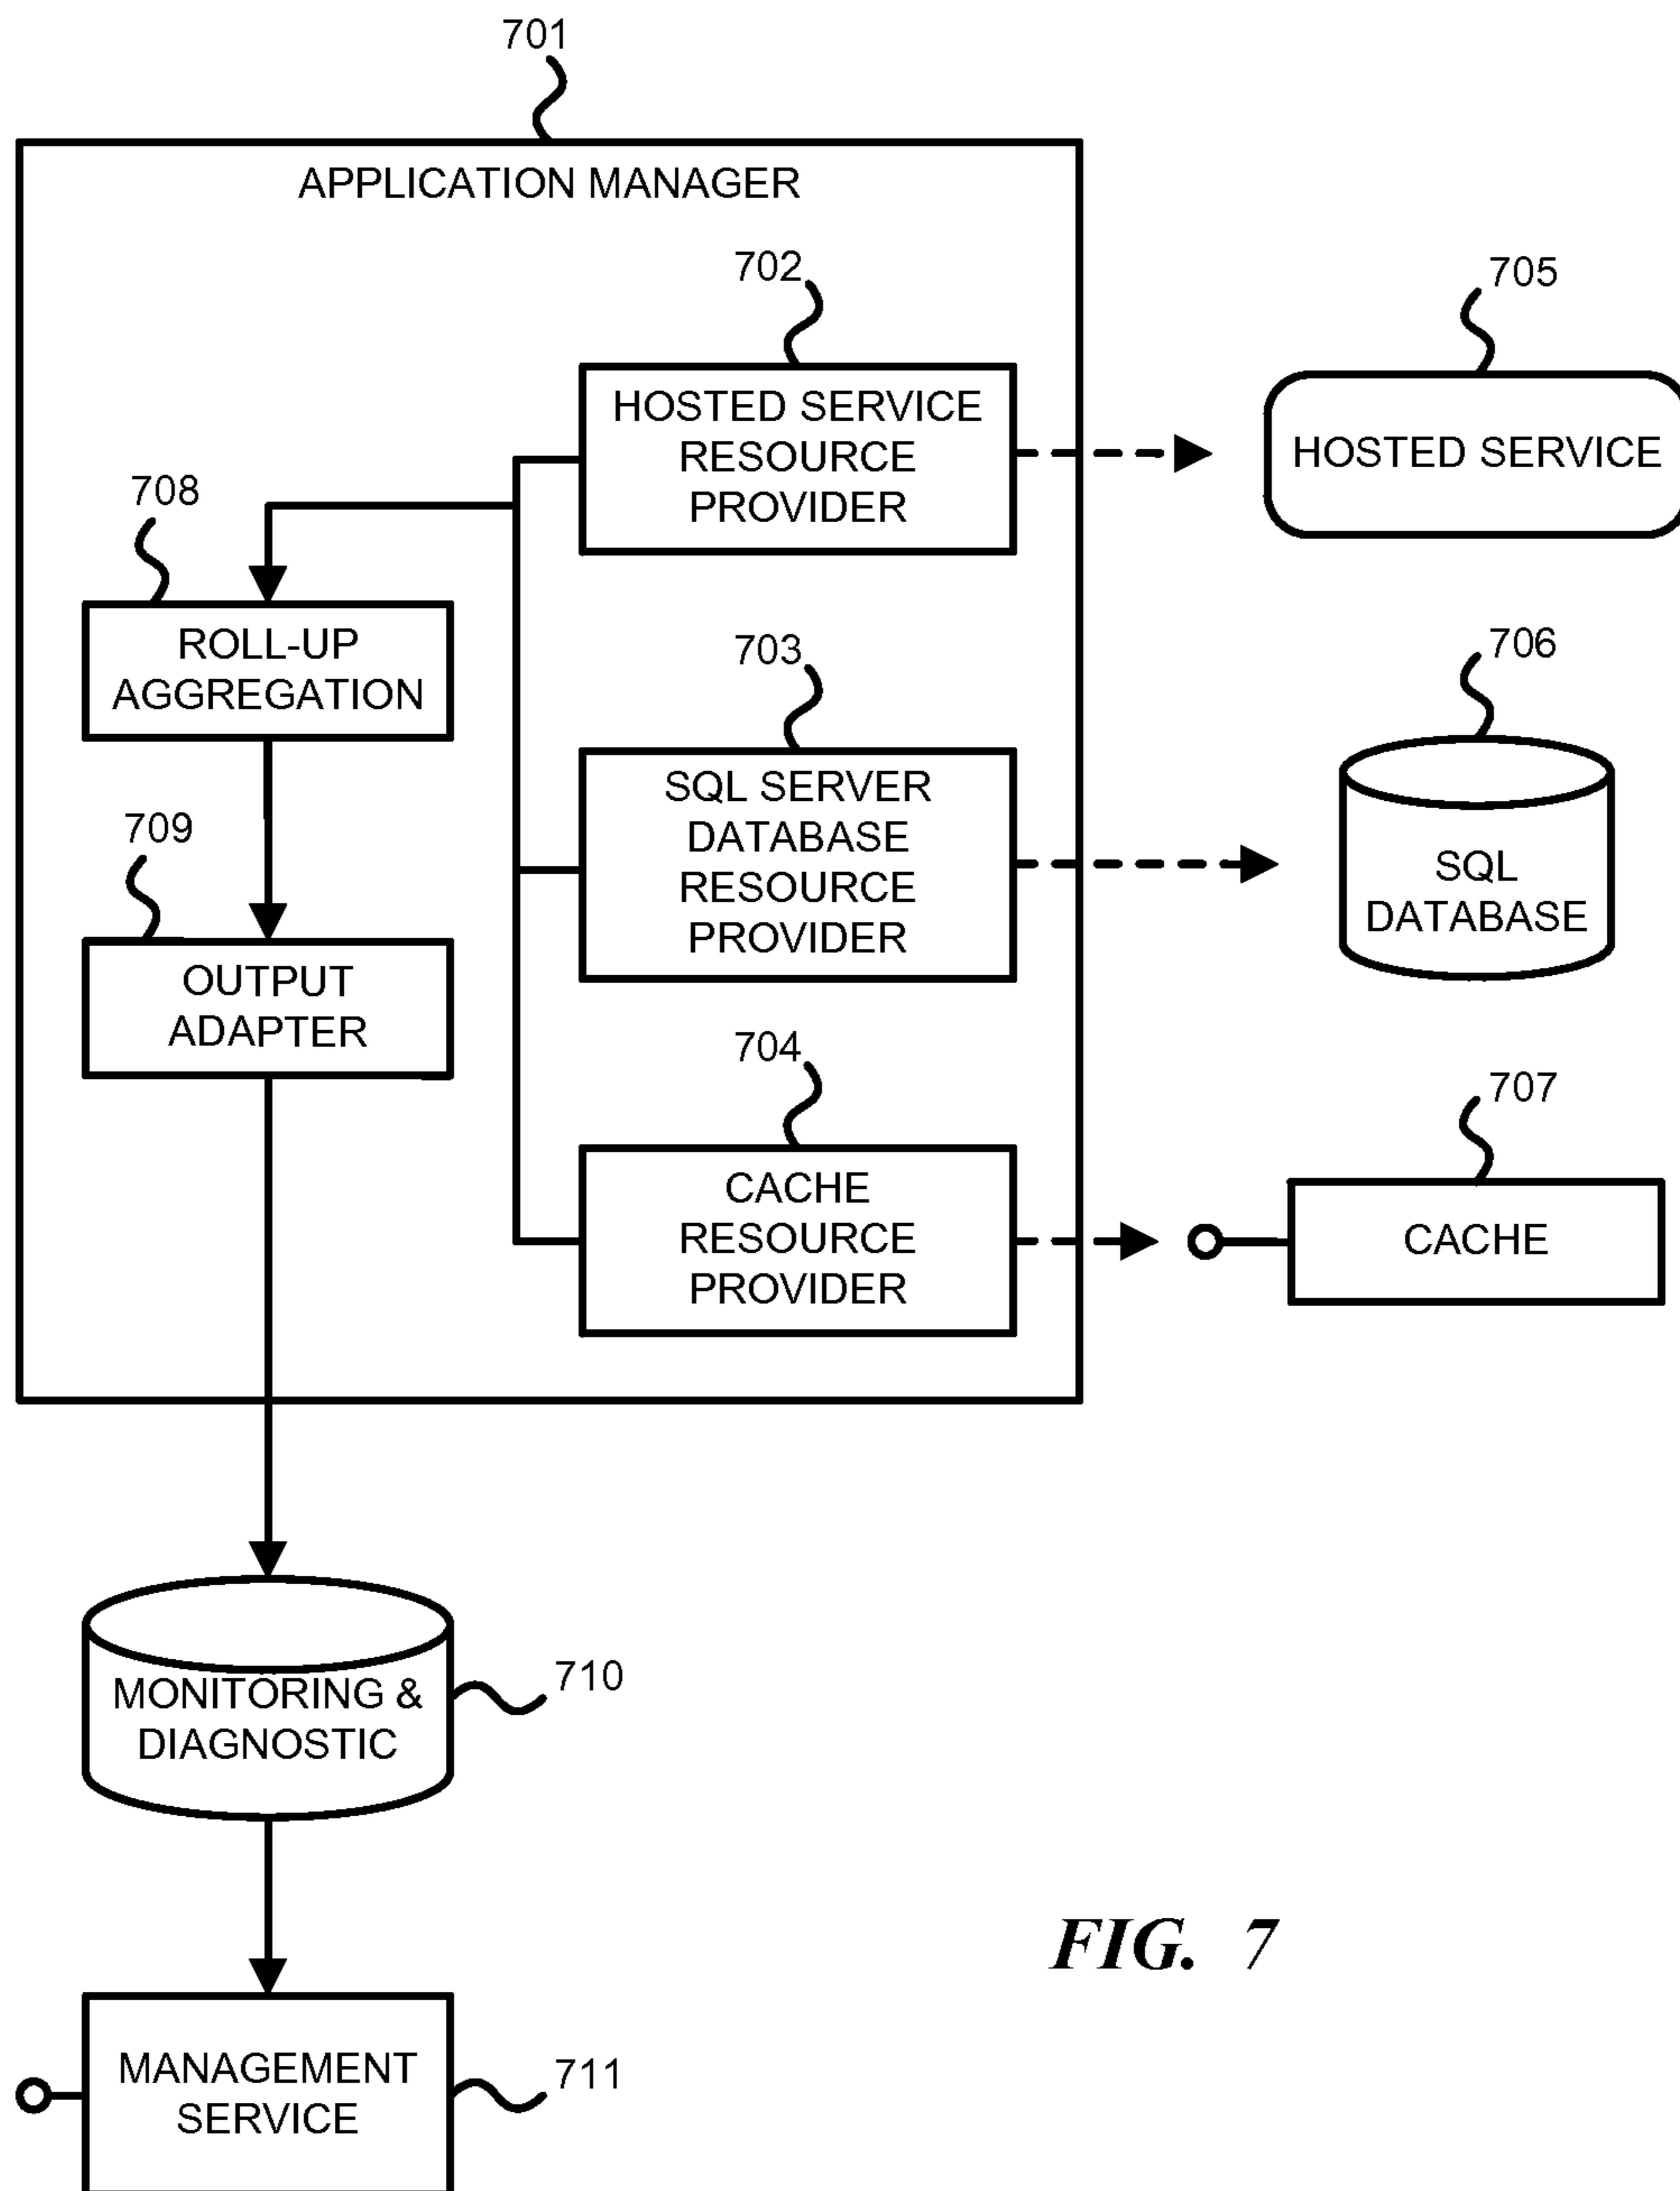 701
APPLICATION MANAGER
702
HOSTED SERVICE
RESOURCE
PROVIDER
705
HOSTED SERVICE
708
ROLL-UP
AGGREGATION
703
SQL SERVER
DATABASE
RESOURCE
PROVIDER
706
SQL
DATABASE
709
OUTPUT
ADAPTER
704
CACHE
RESOURCE
PROVIDER
707
CACHE
MONITORING &
DIAGNOSTIC
710
FIG. 7
MANAGEMENT
SERVICE
711